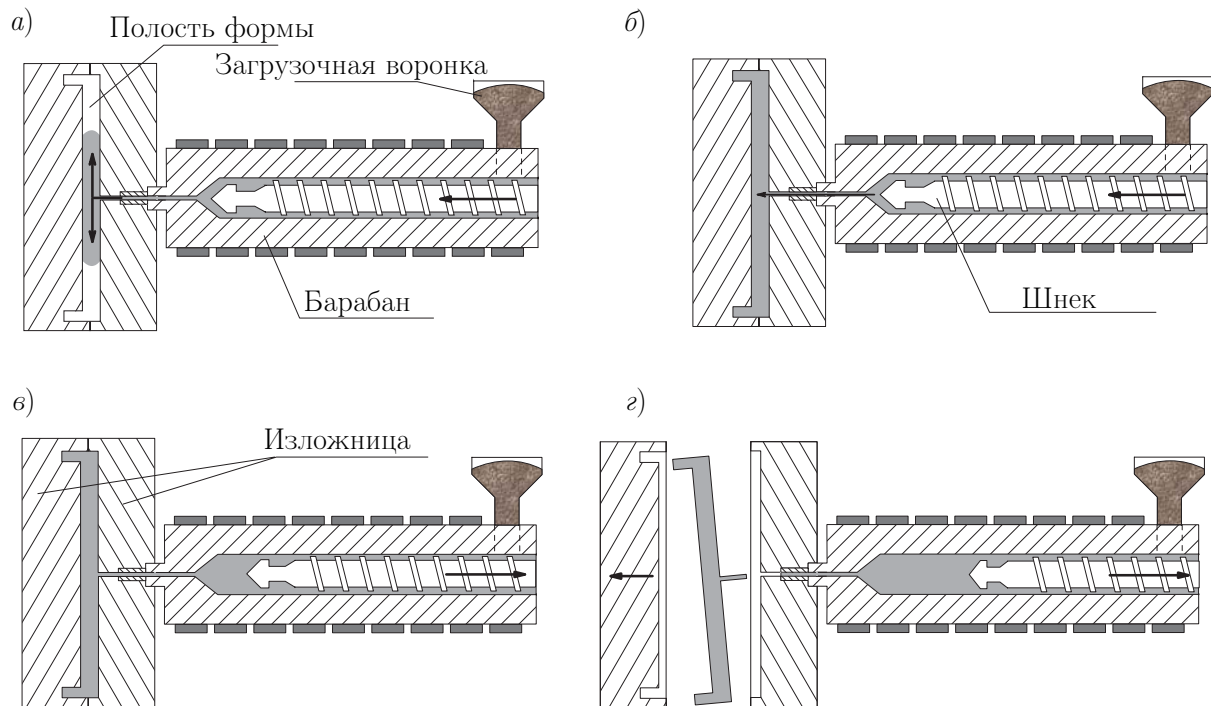 а)
Полость формы
Загрузочная воронка
Барабан
б)
Шнек
в)
Изложница
г)